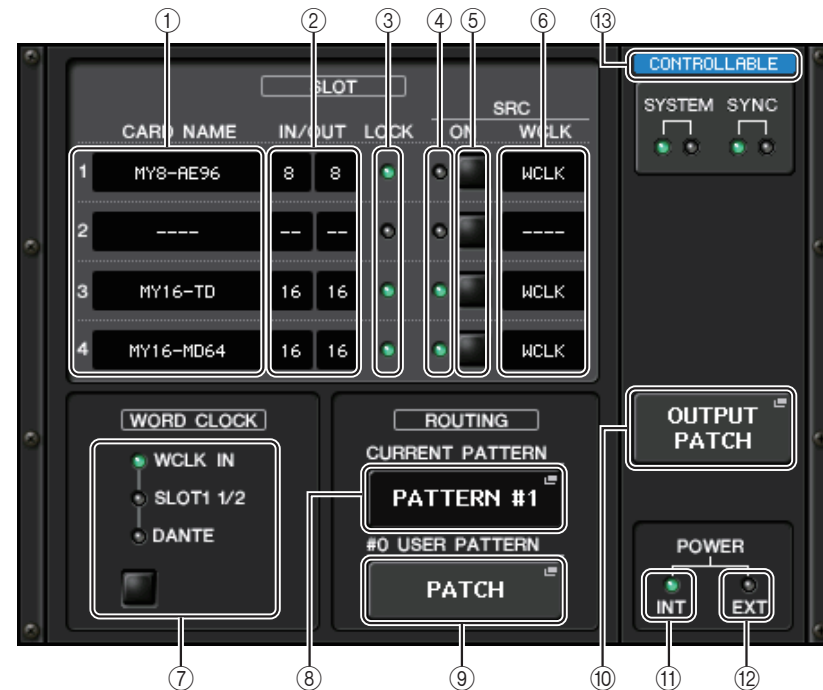 ① ② ③ ④ ⑤ ⑥ ⑬
CONTROLLABLE
SLOT
SRC
SYSTEM SYNC
CARD NAME IN/OUT LOCK ON WCLK
1 MY8-AE96 8 8 WCLK
2 ---- -- -- ----
3 MY16-TD 16 16 WCLK
4 MY16-MD64 16 16 WCLK
WORD CLOCK
WCLK IN
SLOT1 1/2
DANTE
ROUTING
CURRENT PATTERN
PATTERN #1
#0 USER PATTERN
PATCH
OUTPUT
PATCH
POWER
INT EXT
⑦ ⑧ ⑨ ⑩ ⑪ ⑫